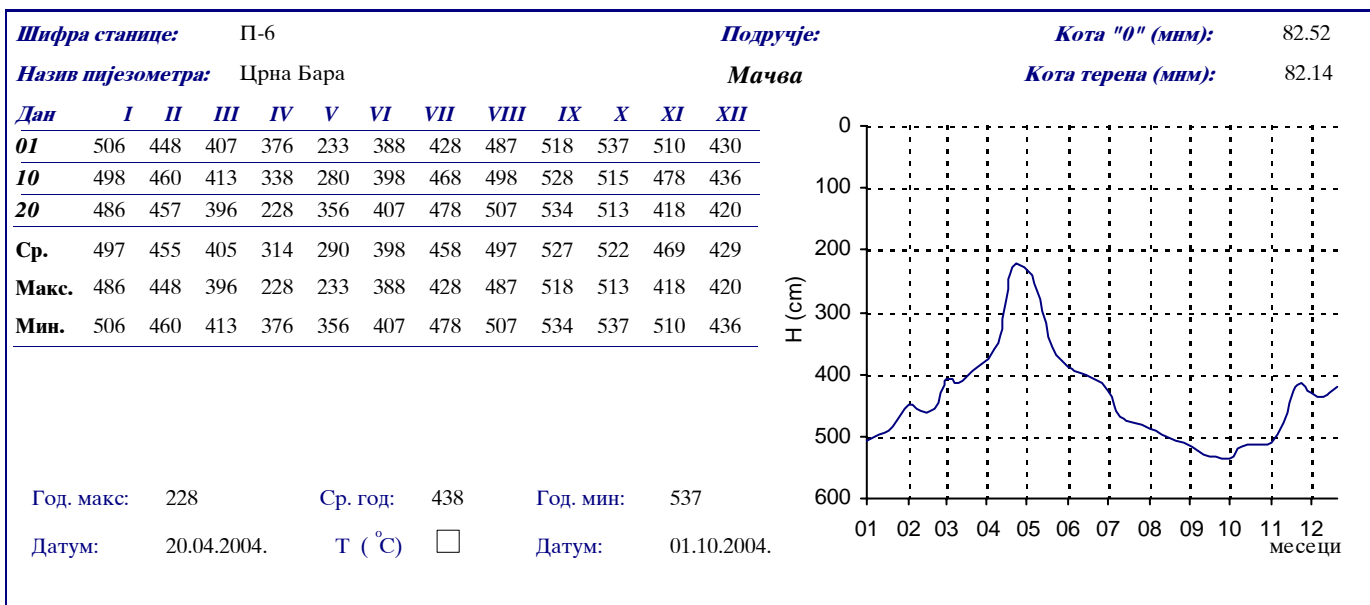 Шифра станице: П-6 Подручје: Кота "0" (мнм): 82.52
Назив пијезометра: Црна Бара Мачва Кота терена (мнм): 82.14
Дан I II III IV V VI VII VIII IX X XI XII
01 506 448 407 376 233 388 428 487 518 537 510 430
10 498 460 413 338 280 398 468 498 528 515 478 436
20 486 457 396 228 356 407 478 507 534 513 418 420
Ср. 497 455 405 314 290 398 458 497 527 522 469 429
Макс. 486 448 396 228 233 388 428 487 518 513 418 420
Мин. 506 460 413 376 356 407 478 507 534 537 510 436
0
100
200
300
400
500
600
H (cm)
01 02 03 04 05 06 07 08 09 10 11 12
месеци
Год. макс: 228 Ср. год: 438 Год. мин: 537
Датум: 20.04.2004. Т ( °C) Датум: 01.10.2004.